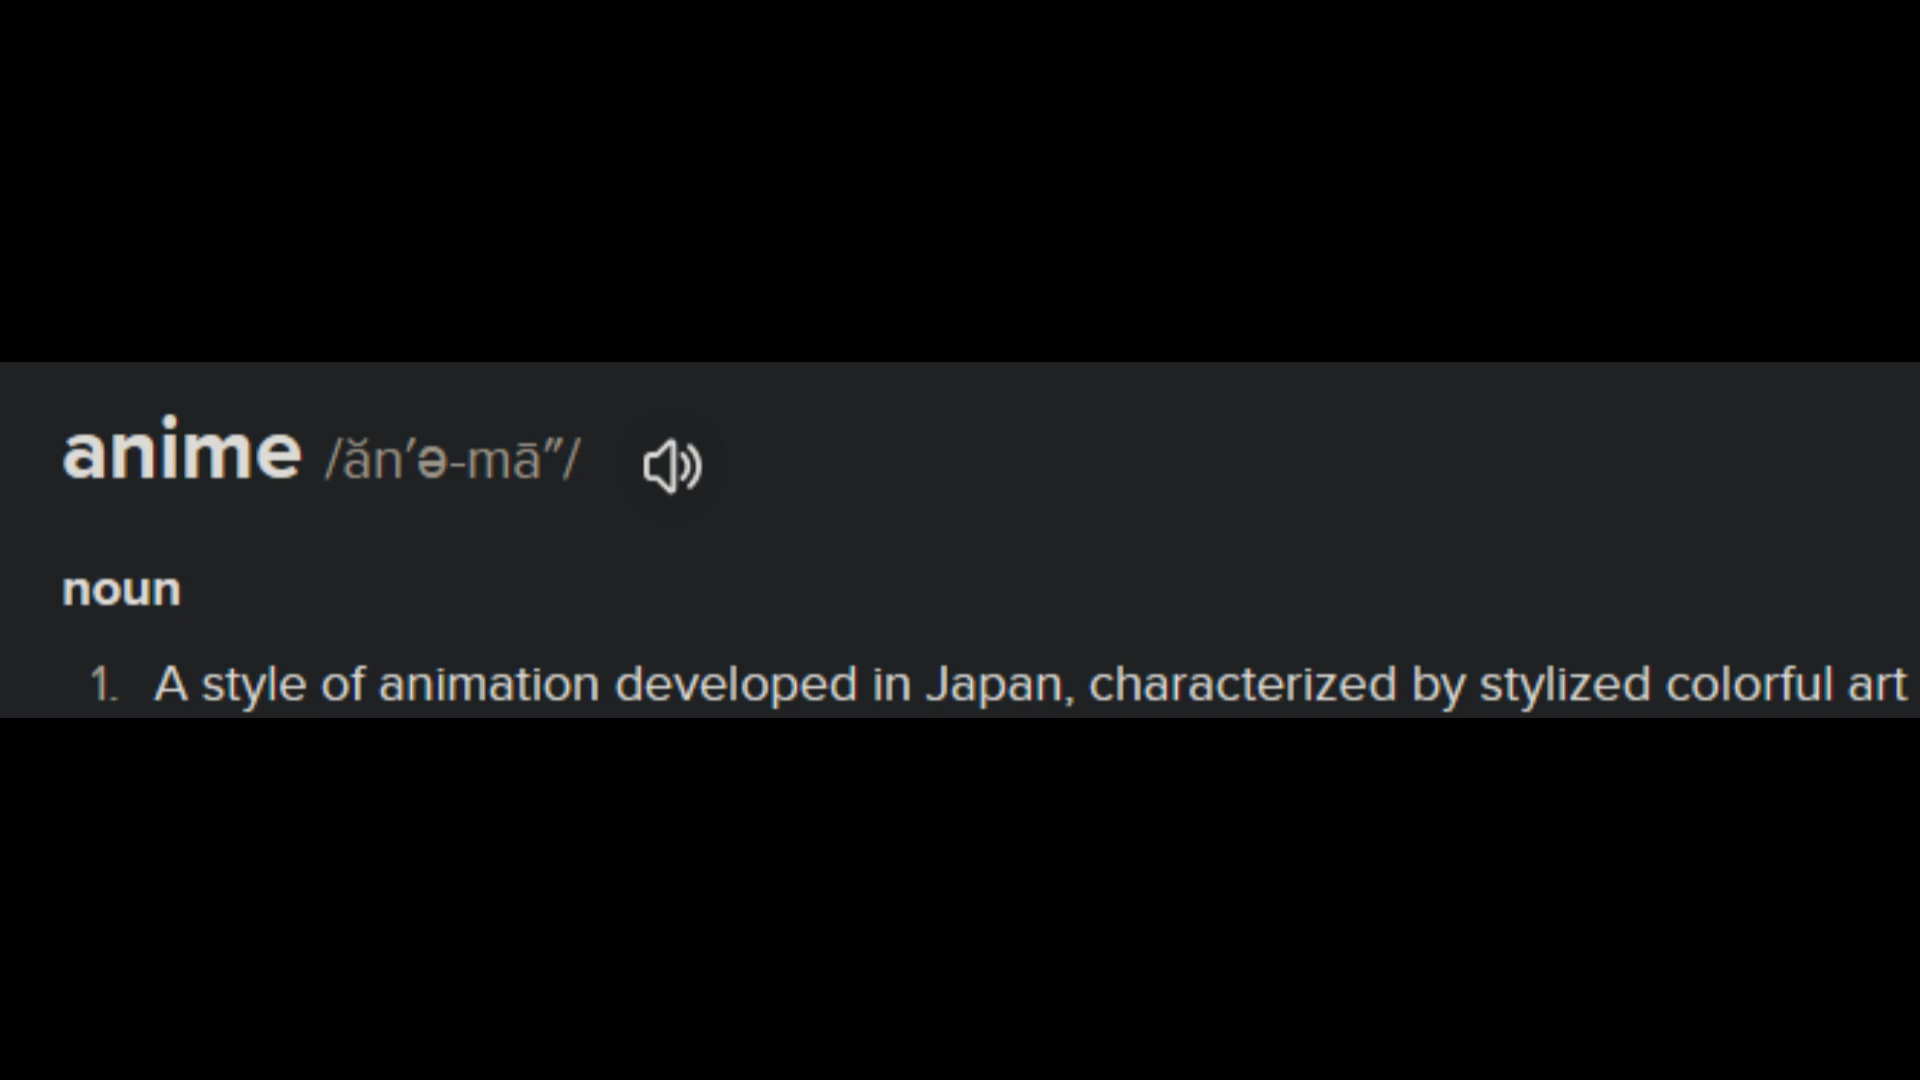 anime /ăn′ə-mā″/
noun
1. A style of animation developed in Japan, characterized by stylized colorful art